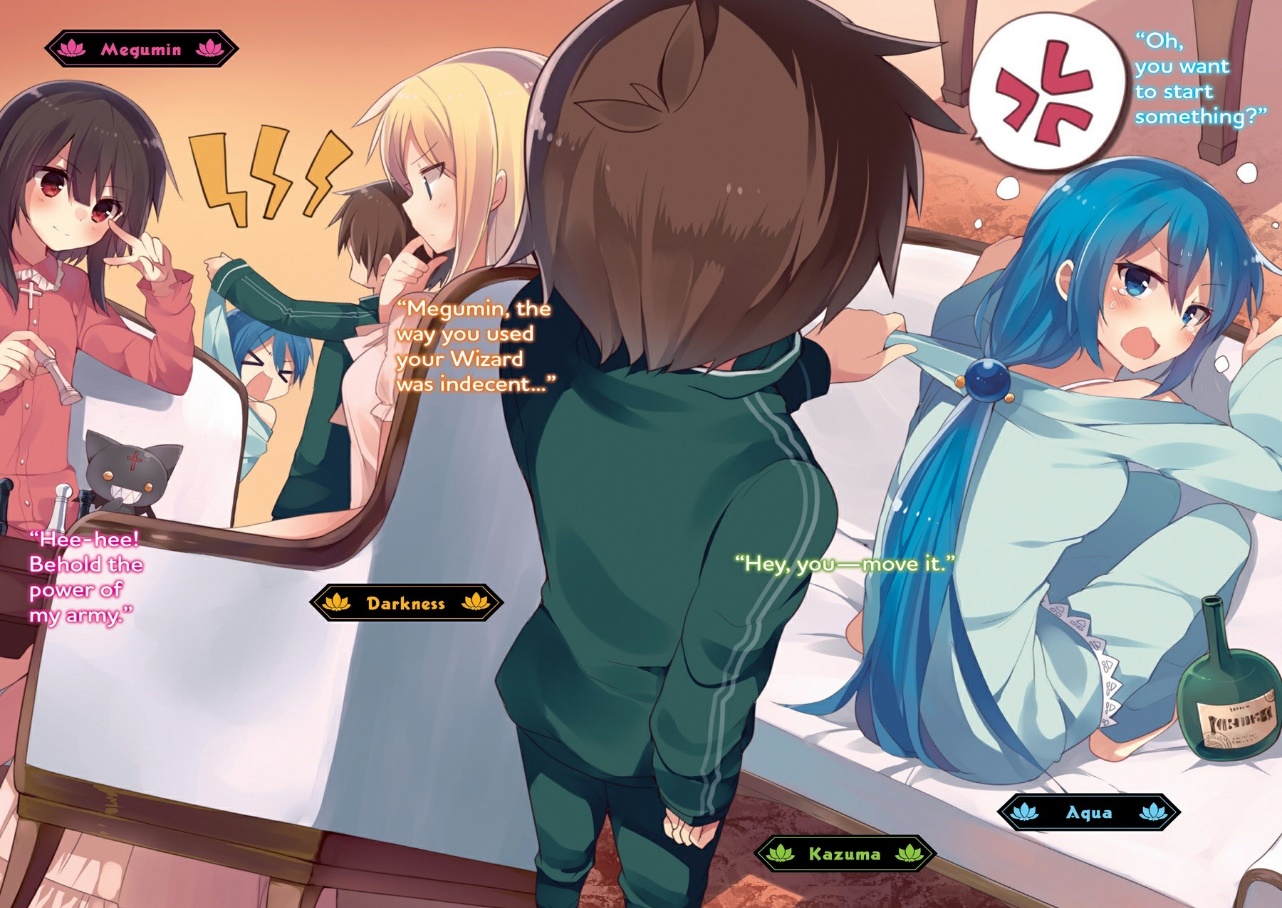 Megumin
“Oh,
you want
to start
something?”
“Megumin, the
way you used
your Wizard
was indecent...”
“Hee-hee!
Behold the
power of
my army.”
“Hey, you—move it.”
Darkness
Aqua
Kazuma